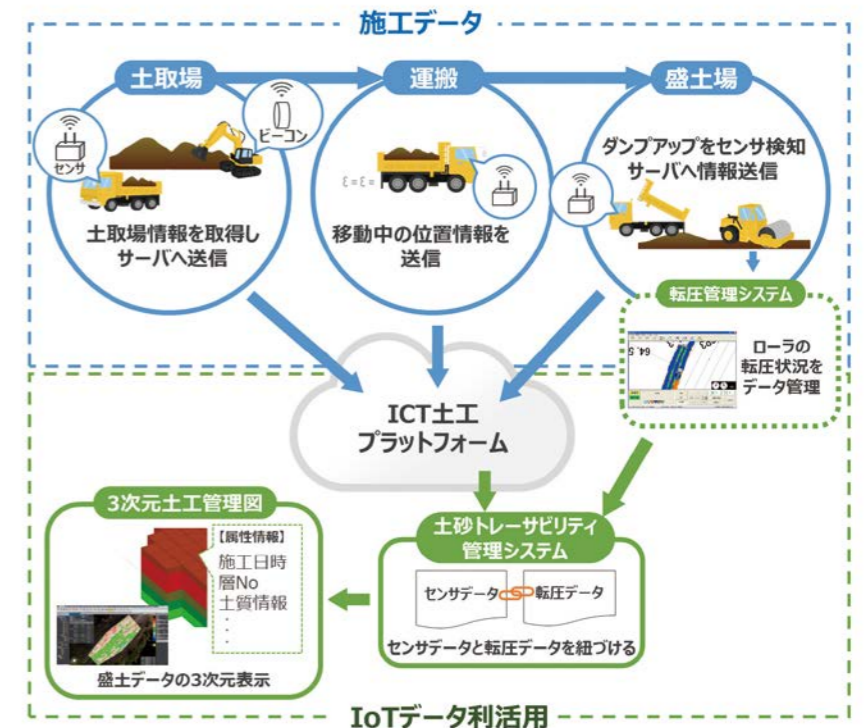 施工データ
土取場
運搬
盛土場
センサ
ビーコン
土取場情報を取得し
サーバへ送信
移動中の位置情報を
送信
ダンプアップをセンサ検知
サーバへ情報送信
転圧管理システム
ローラの
転圧状況を
データ管理
ICT土工
プラットフォーム
土砂トレーサビリティ
管理システム
センサデータ
転圧データ
センサデータと転圧データを紐づける
3次元土工管理図
【属性情報】
施工日時
層No
土質情報
・
・
・
盛土データの3次元表示
IoTデータ利活用